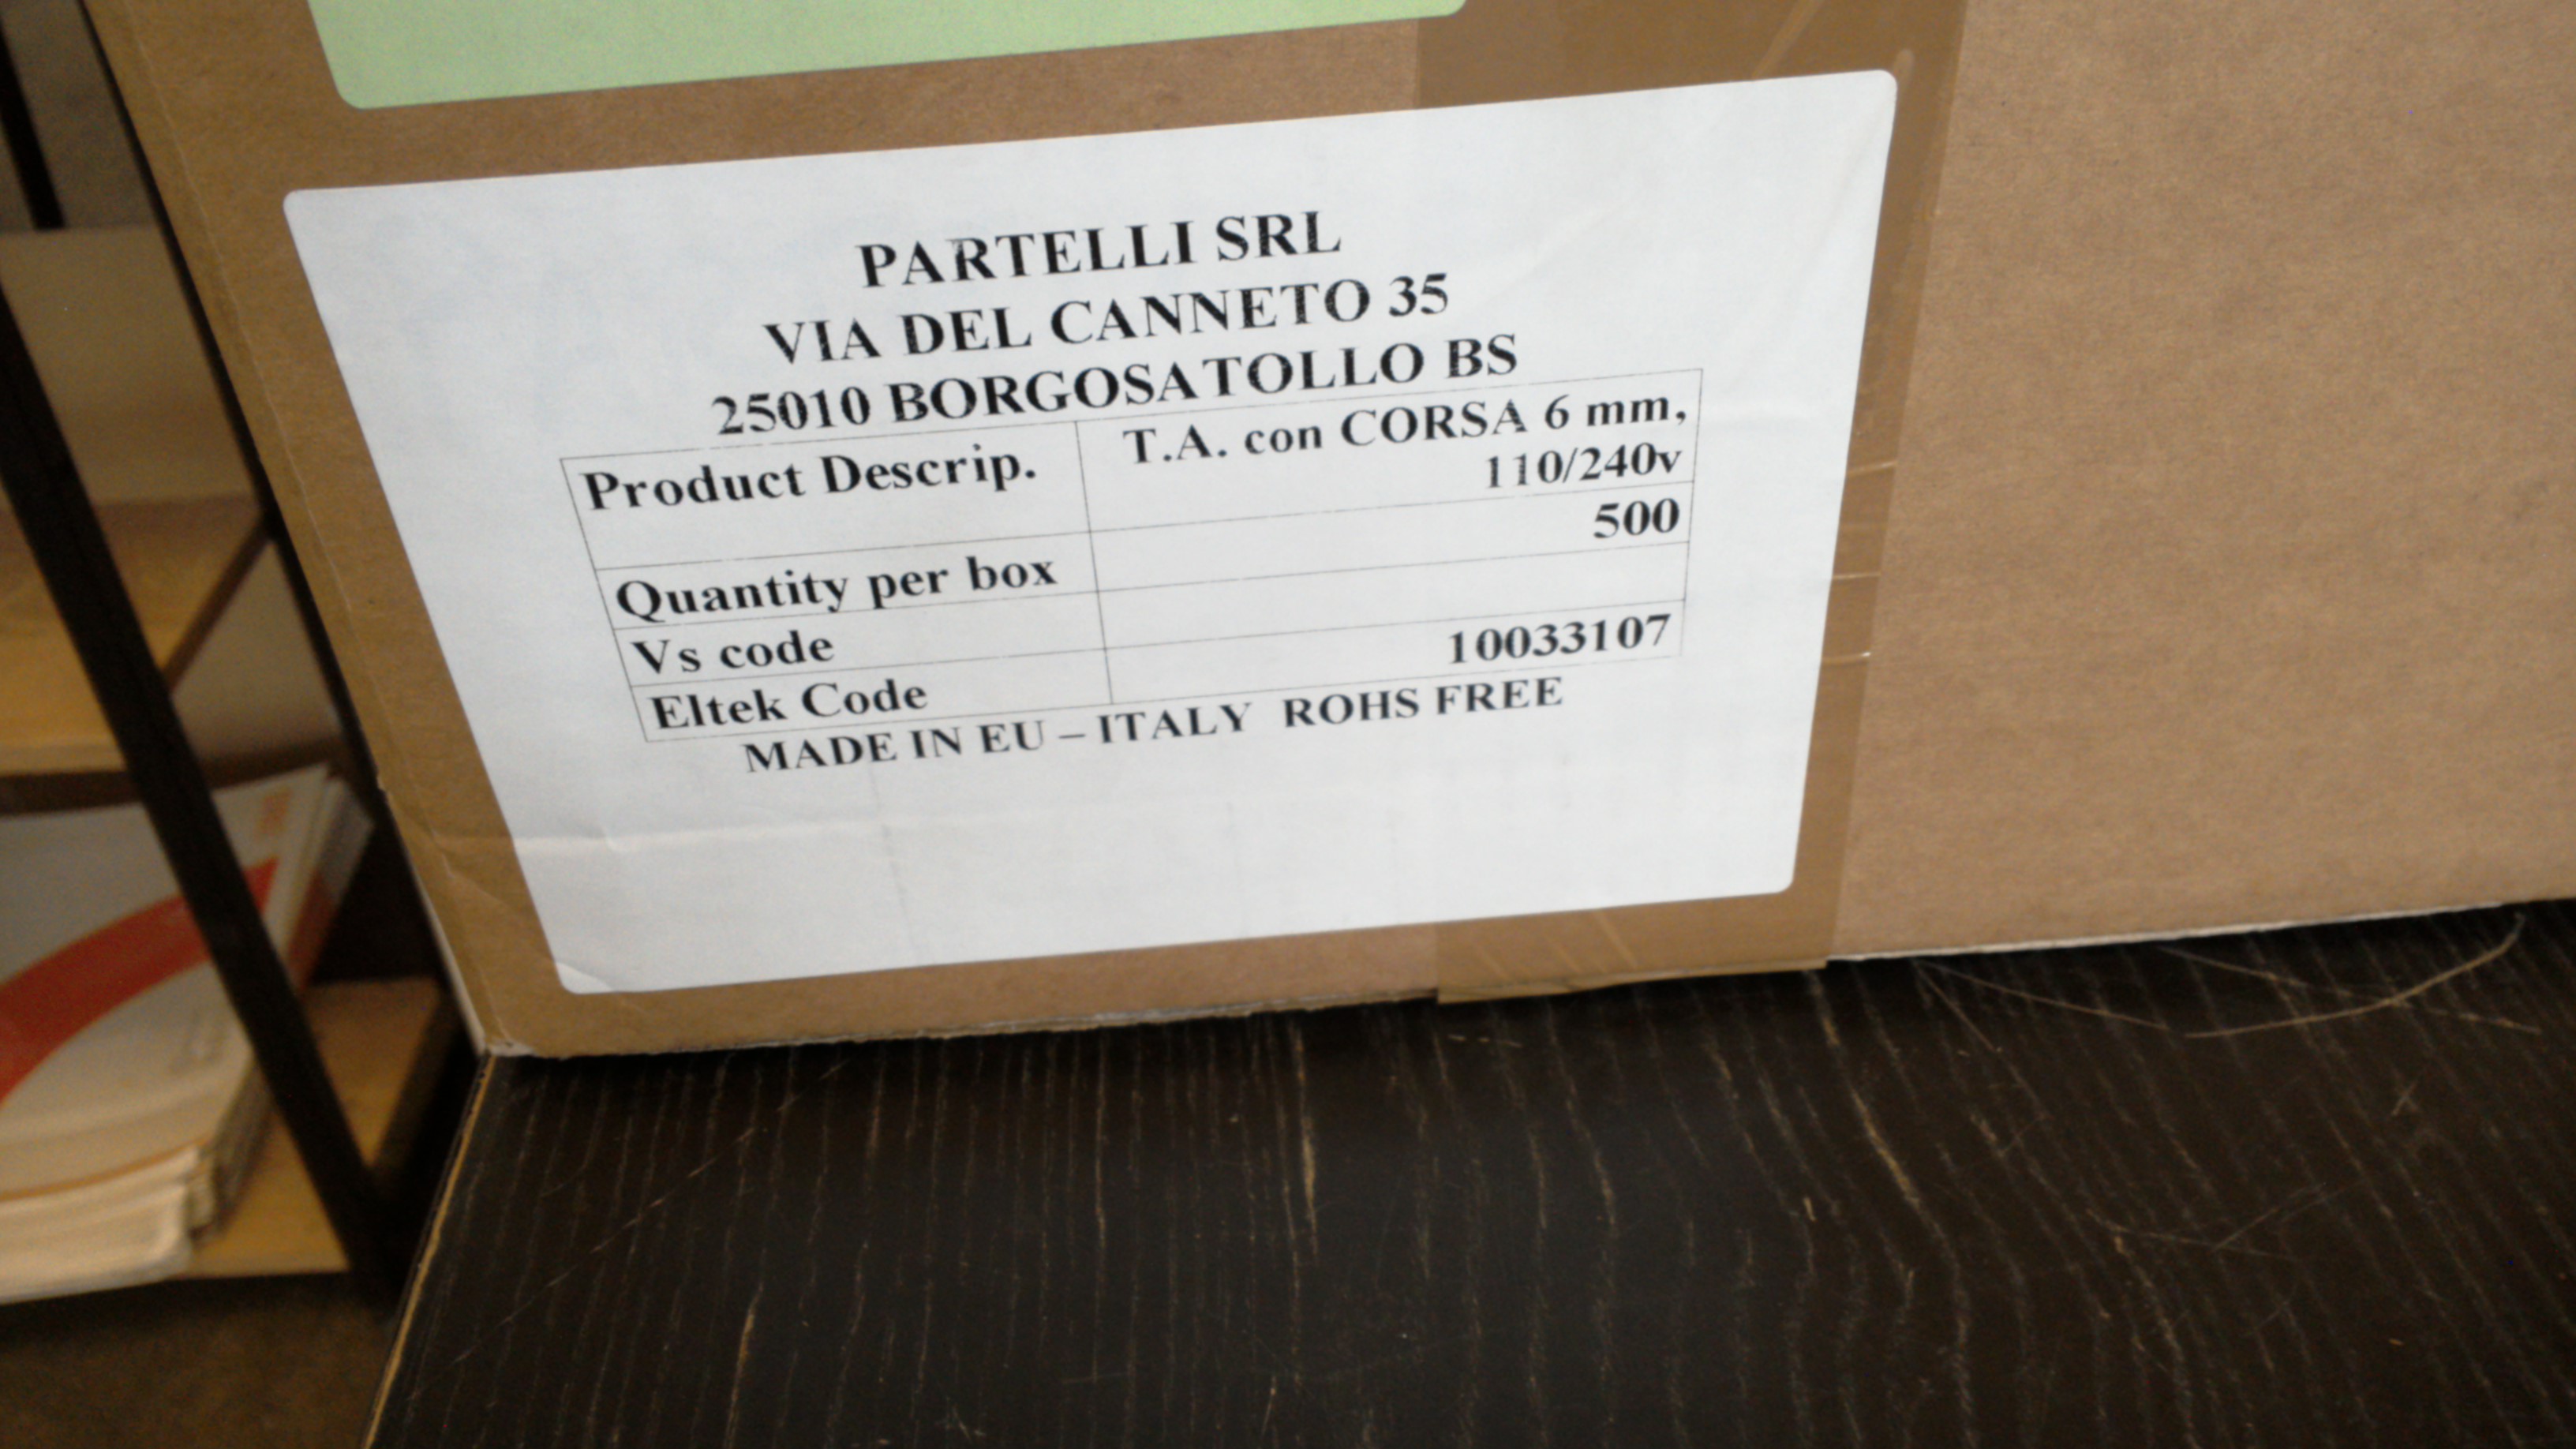 PARTELLI SRL
VIA DEL CANNETO 35
25010 BORGOSATOLLO BS
Product Descrip. T.A. con CORSA 6 mm,
110/240v
Quantity per box 500
Vs code
Eltek Code 10033107
MADE IN EU – ITALY ROHS FREE